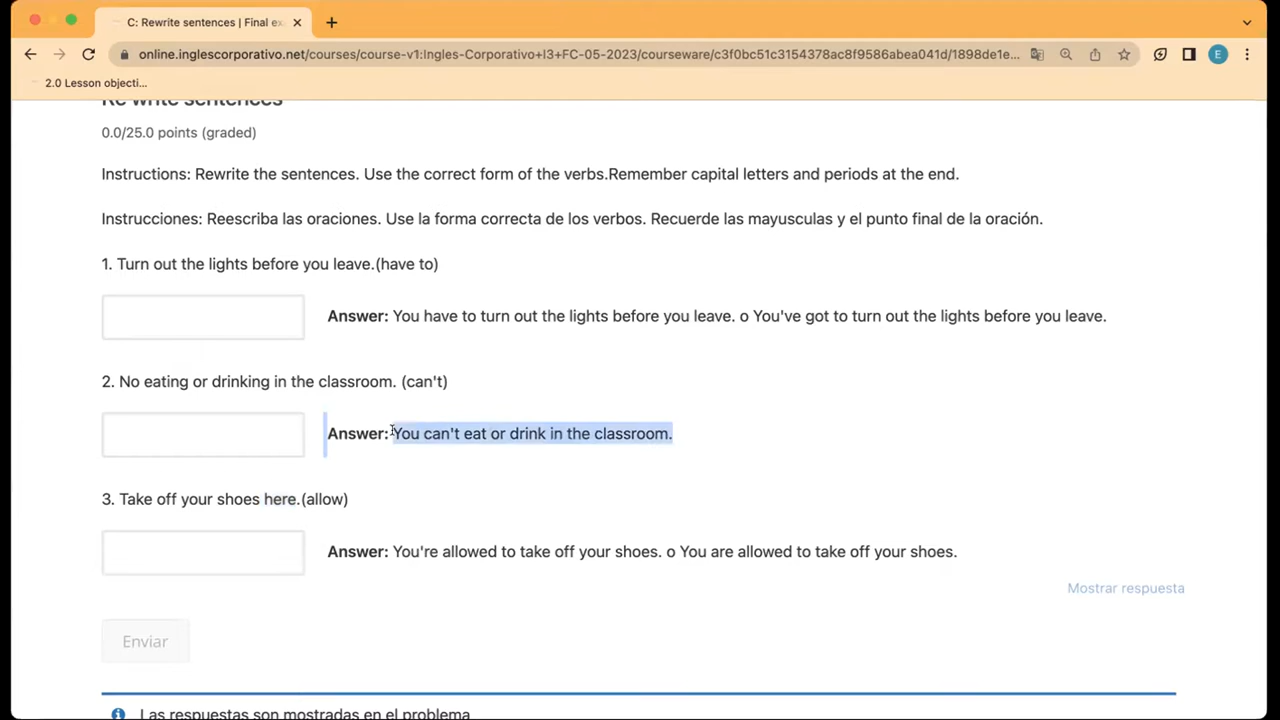 C: Rewrite sentences | Final ex
online.inglescorporativo.net/courses/course-v1:Ingles-Corporativo+I3+FC-05-2023/courseware/c3f0bc51c3154378ac8f9586abea041d/1898de1e...
E
2.0 Lesson objecti...
Re write sentences
0.0/25.0 points (graded)
Instructions: Rewrite the sentences. Use the correct form of the verbs.Remember capital letters and periods at the end.
Instrucciones: Reescriba las oraciones. Use la forma correcta de los verbos. Recuerde las mayusculas y el punto final de la oración.
1. Turn out the lights before you leave.(have to)
Answer: You have to turn out the lights before you leave. o You've got to turn out the lights before you leave.
2. No eating or drinking in the classroom. (can't)
Answer: You can't eat or drink in the classroom.
3. Take off your shoes here.(allow)
Answer: You're allowed to take off your shoes. o You are allowed to take off your shoes.
Mostrar respuesta
Enviar
Las respuestas son mostradas en el problema